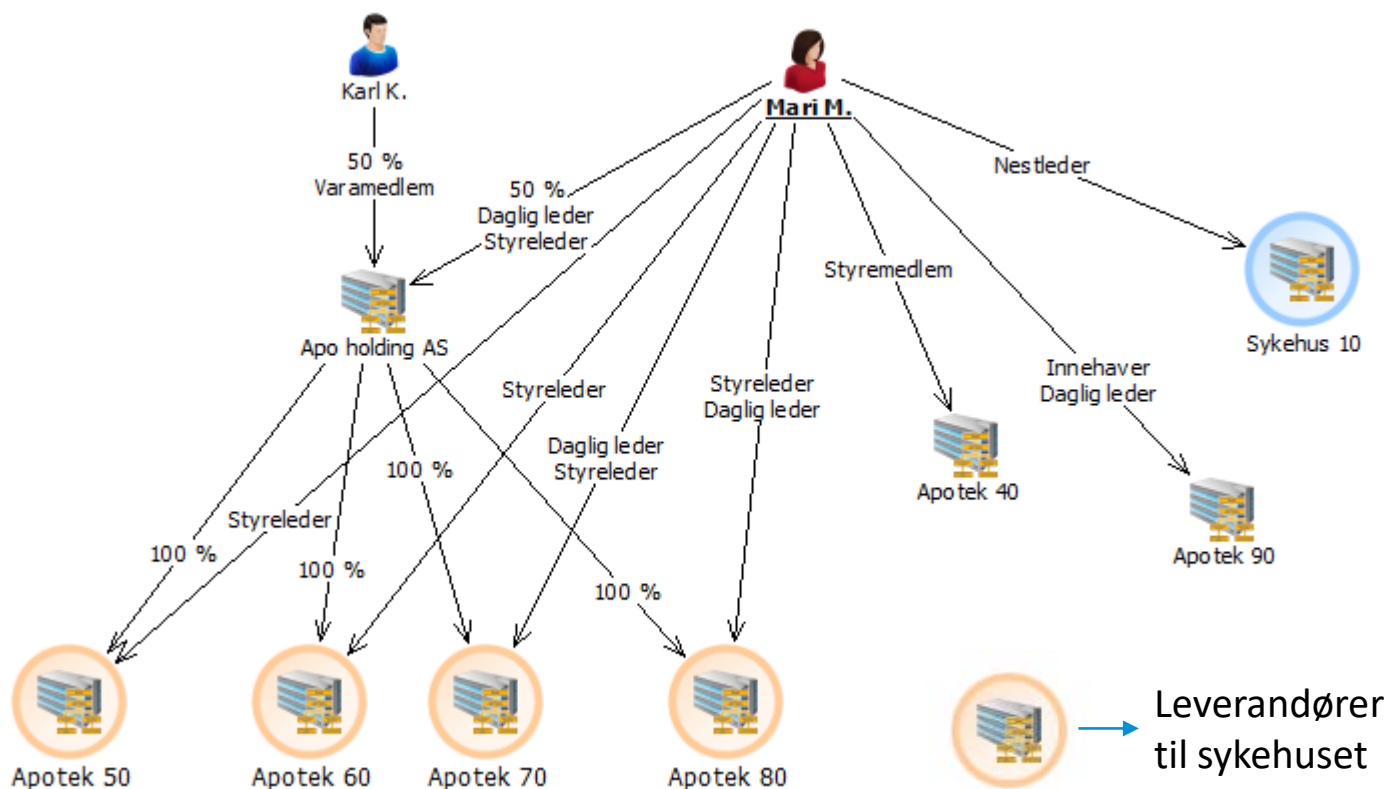 Karl K.
Mari M.
50 %
Varamedlem
50 %
Daglig leder
Styreleder
Nestleder
Styremedlem
Apo holding AS
Sykehus 10
Styreleder
Styreleder
Daglig leder
Innehaver
Daglig leder
Daglig leder
Styreleder
100 %
Apotek 40
Styreleder
100 %
100 %
100 %
Apotek 90
Apotek 50
Apotek 60
Apotek 70
Apotek 80
Leverandører
til sykehuset